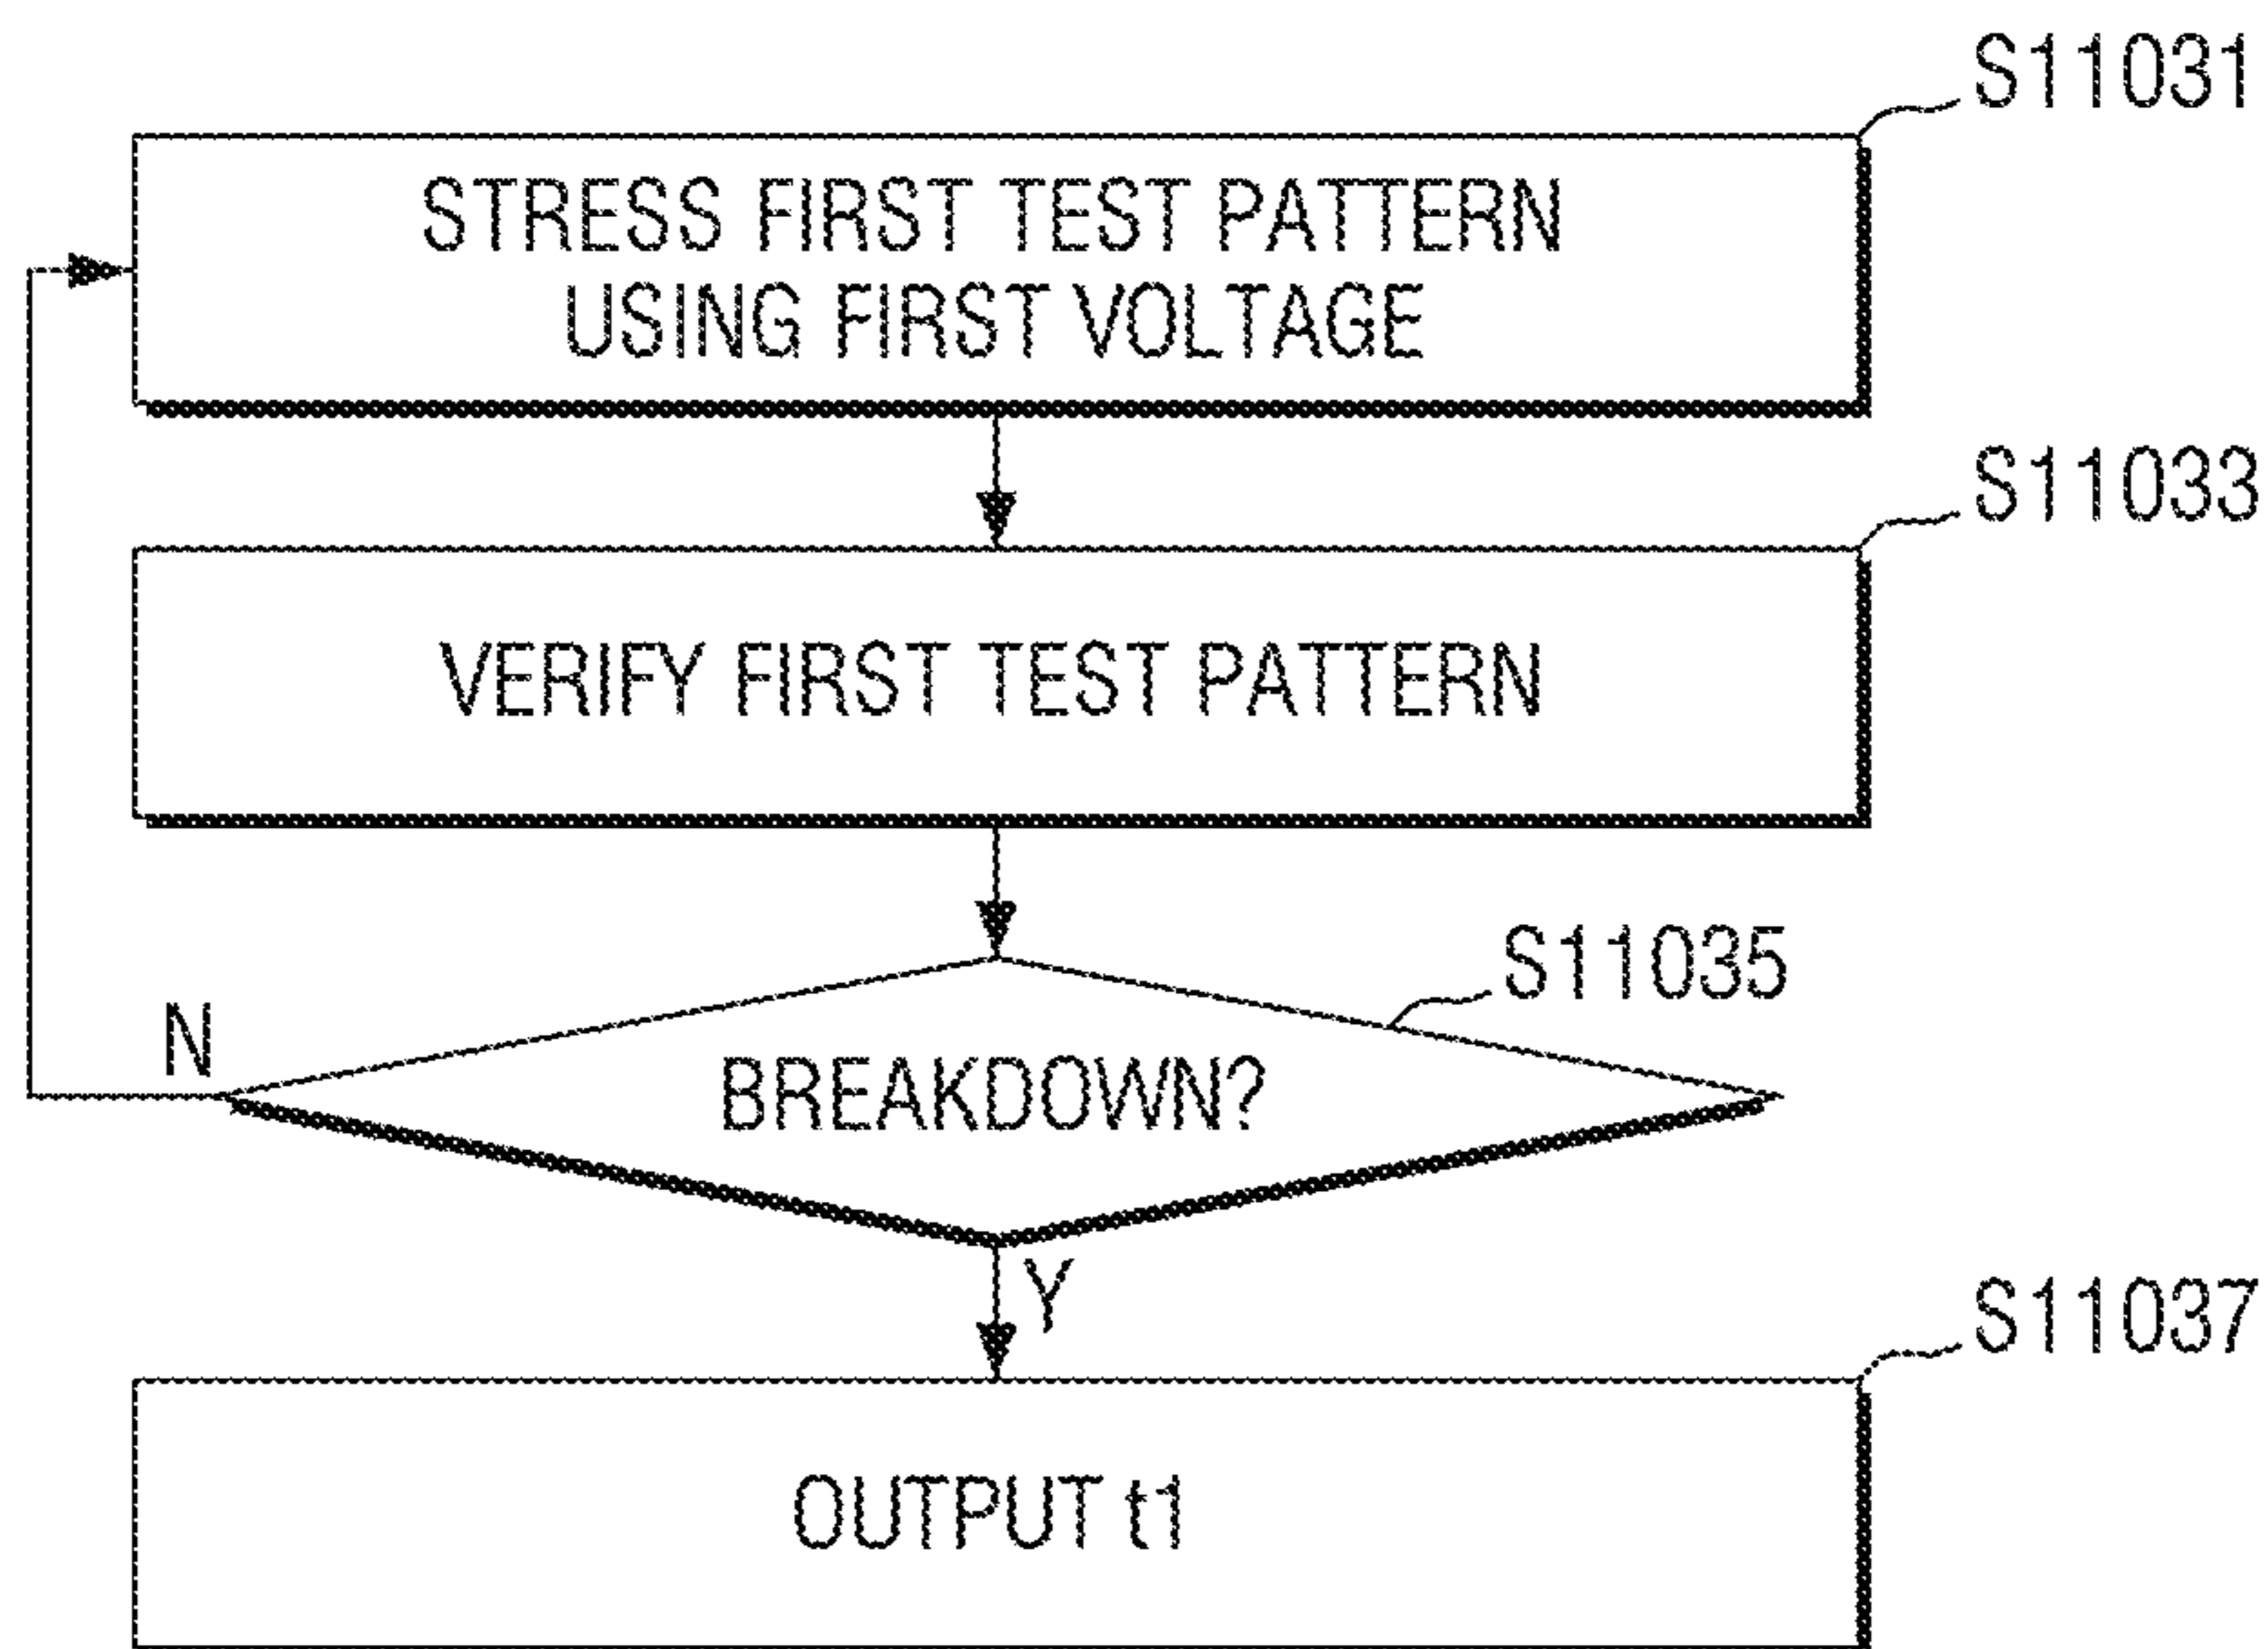 S11031
STRESS FIRST TEST PATTERN
USING FIRST VOLTAGE
S11033
VERIFY FIRST TEST PATTERN
S11035
N
BREAKDOWN?
Y
S11037
OUTPUT t1